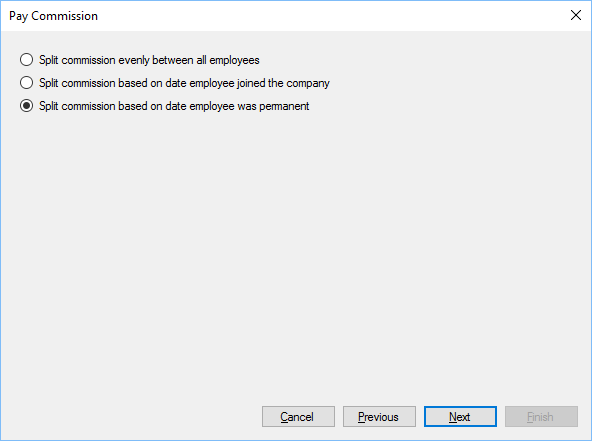 Pay Commission
Split commission evenly between all employees
Split commission based on date employee joined the company
Split commission based on date employee was permanent
Cancel Previous Next Finish